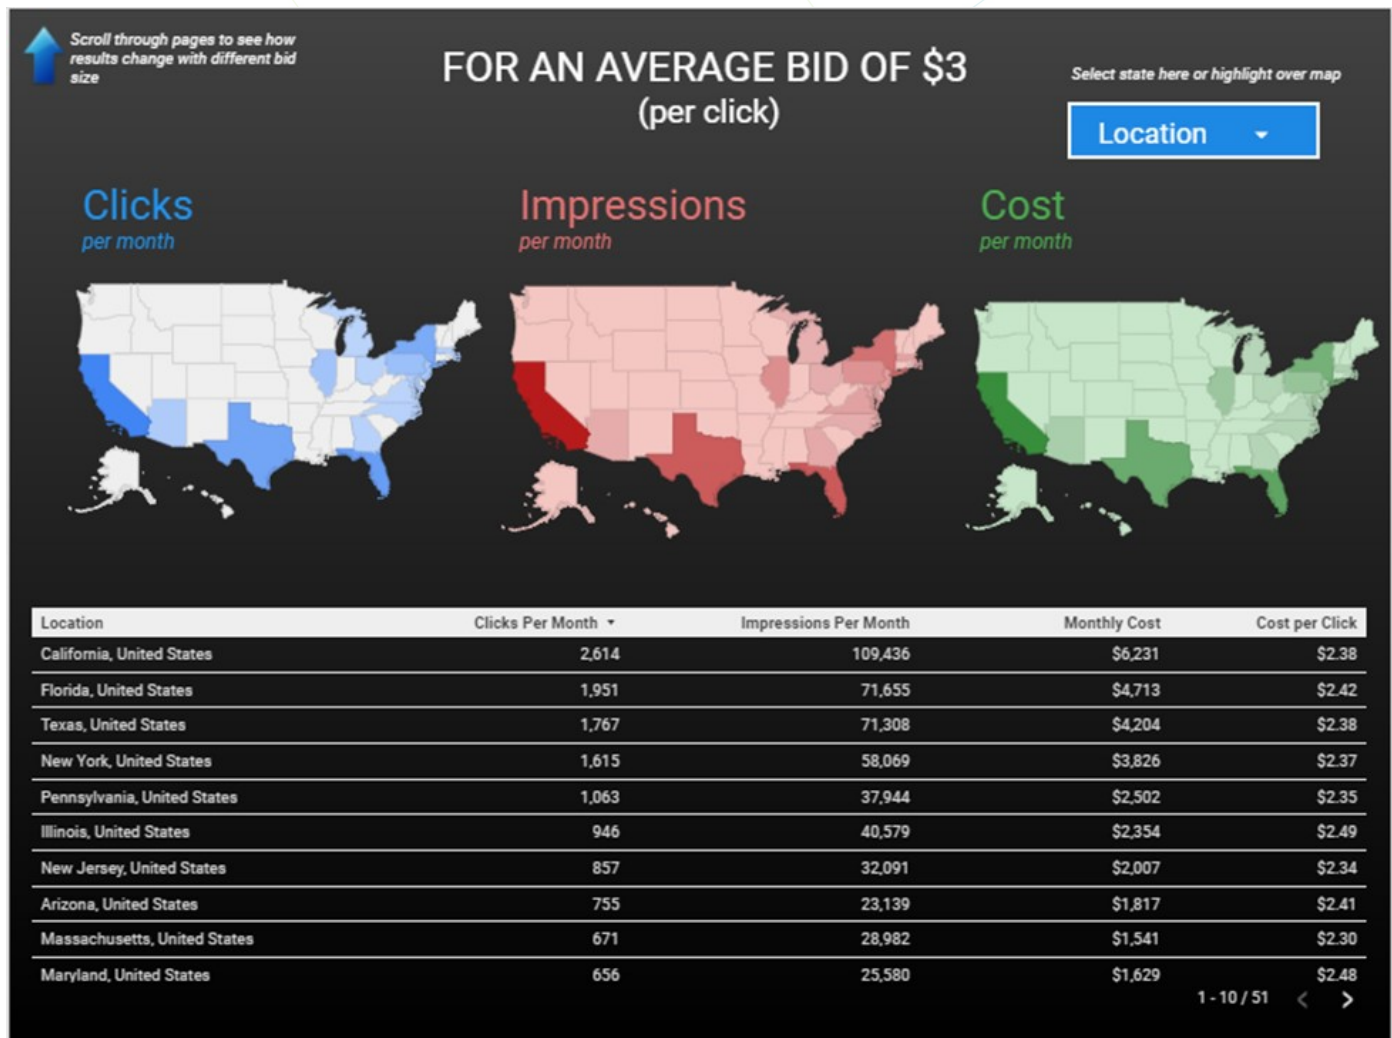 Scroll through pages to see how
results change with different bid
size
FOR AN AVERAGE BID OF $3
(per click)
Select state here or highlight over map
Location
Clicks
per month
Impressions
per month
Cost
per month
Location Clicks Per Month Impressions Per Month Monthly Cost Cost per Click
California, United States 2,614 109,436 $6,231 $2.38
Florida, United States 1,951 71,655 $4,713 $2.42
Texas, United States 1,767 71,308 $4,204 $2.38
New York, United States 1,615 58,069 $3,826 $2.37
Pennsylvania, United States 1,063 37,944 $2,502 $2.35
Illinois, United States 946 40,579 $2,354 $2.49
New Jersey, United States 857 32,091 $2,007 $2.34
Arizona, United States 755 23,139 $1,817 $2.41
Massachusetts, United States 671 28,982 $1,541 $2.30
Maryland, United States 656 25,580 $1,629 $2.48
1 - 10 / 51